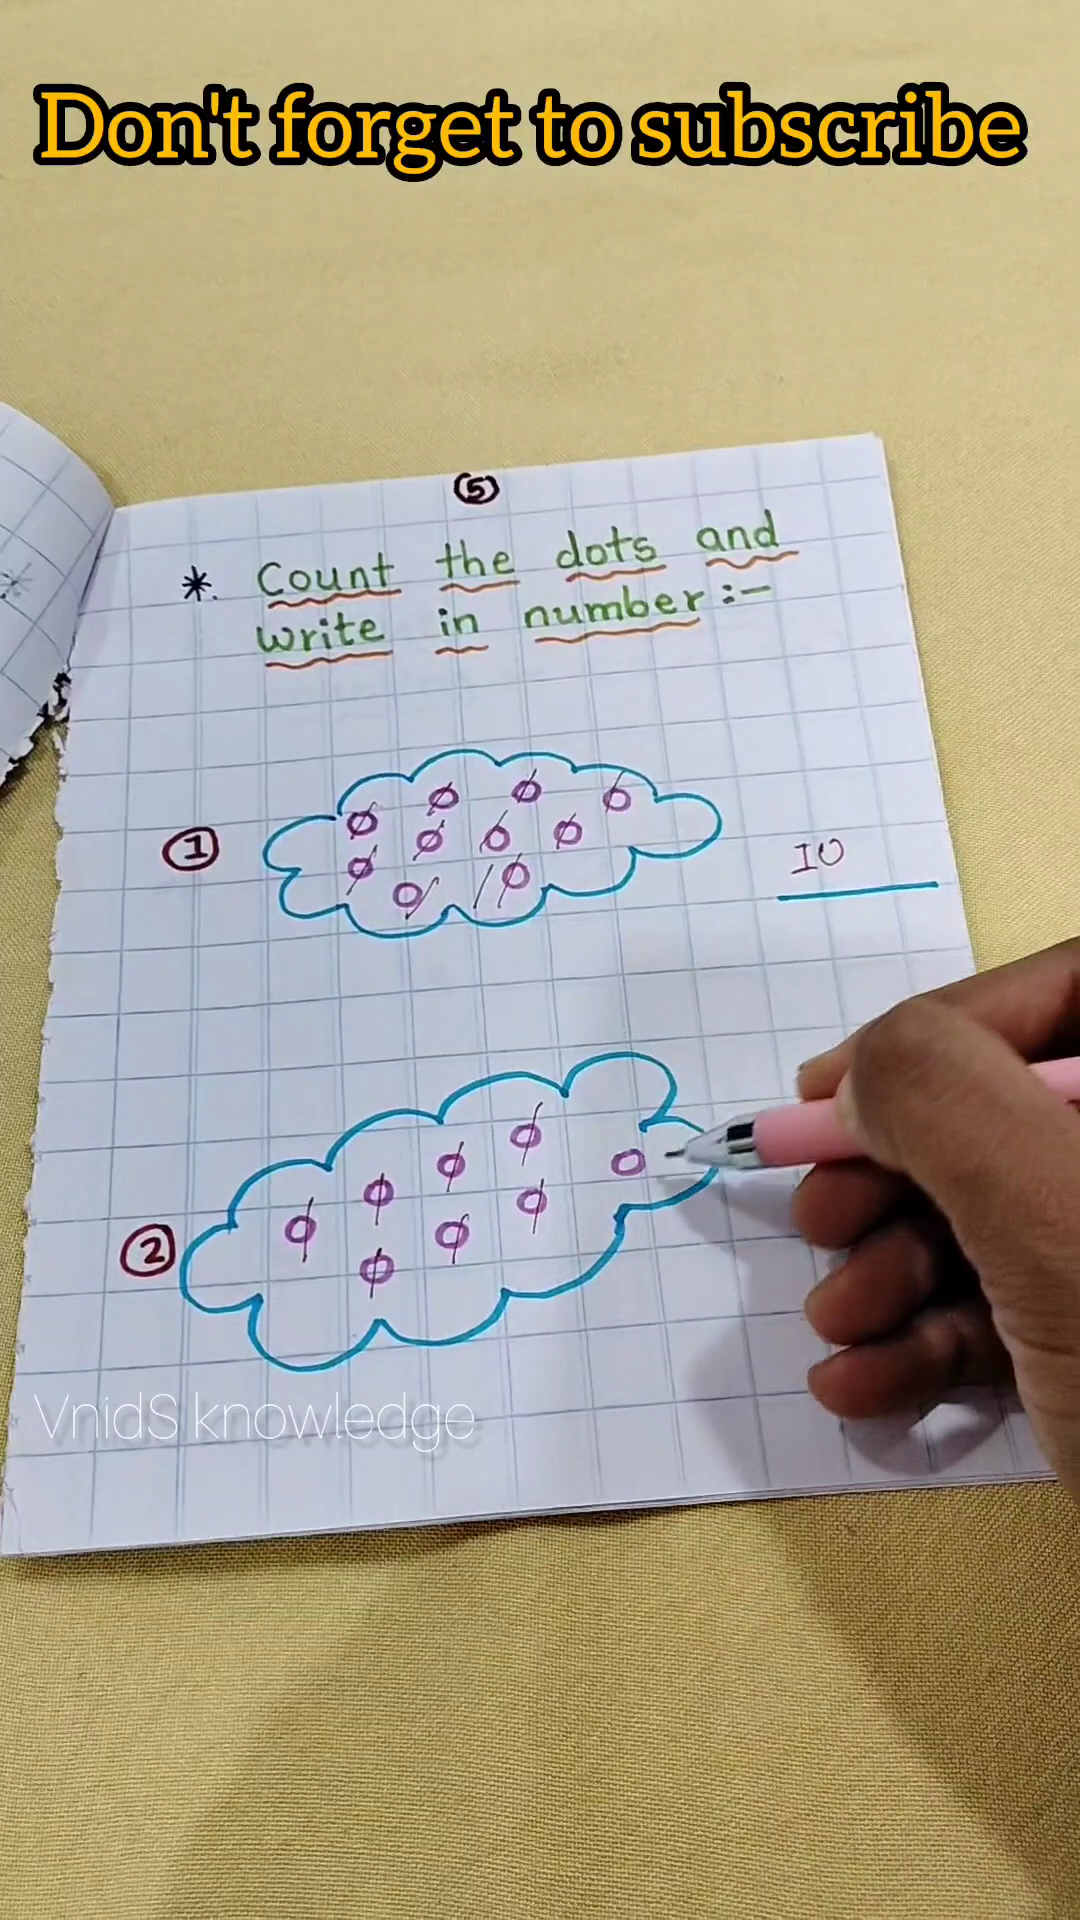 Don't forget to subscribe
5
*. Count the dots and
write in number:-
1
10
2
VnidS knowledge